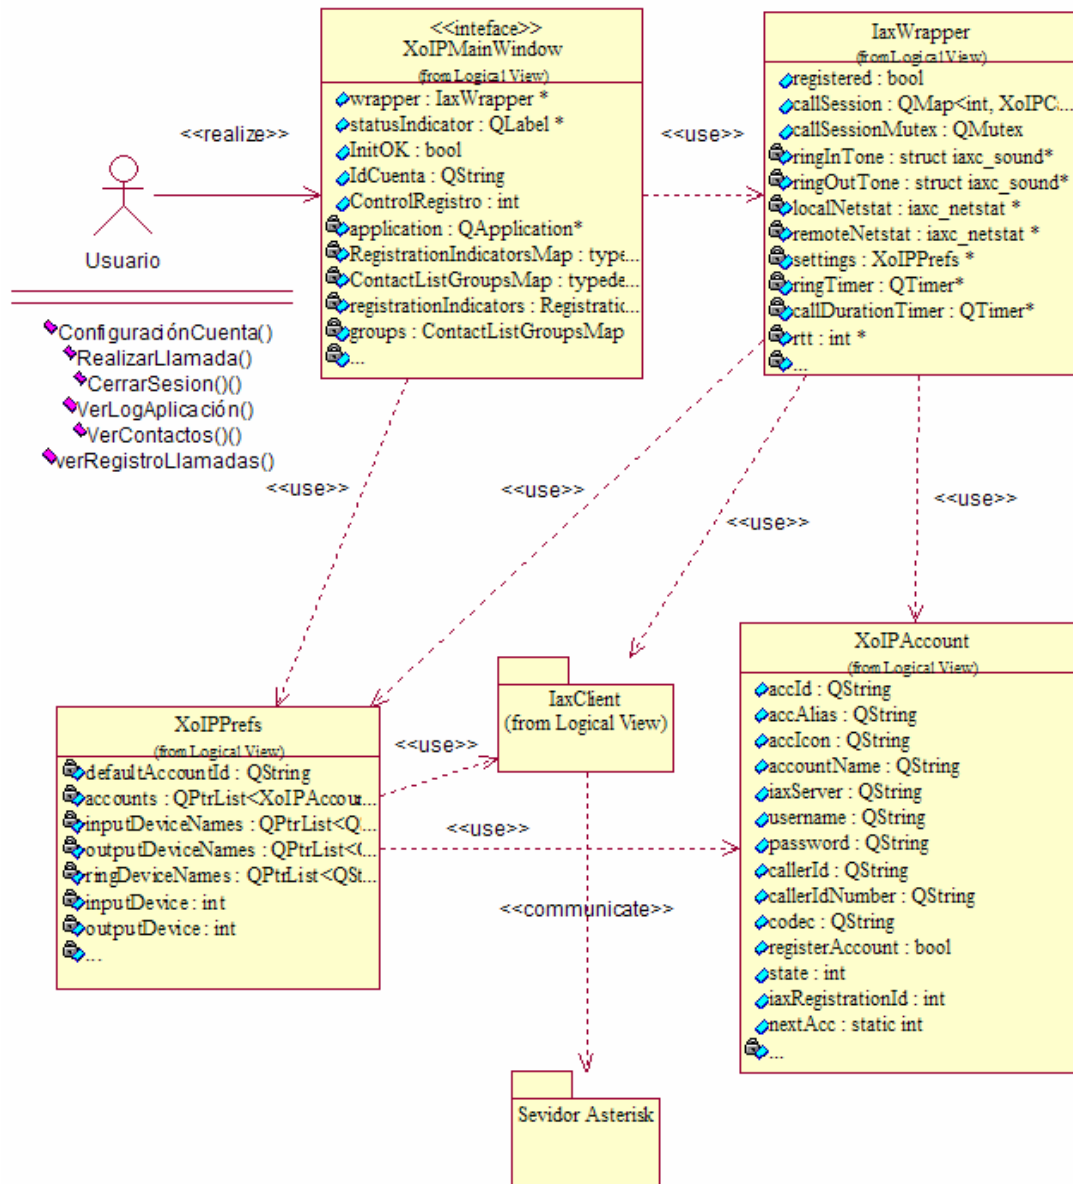 <<inteface>>
XoIPMainWindow
(from Logical View)
wrapper : IaxWrapper *
statusIndicator : QLabel *
InitOK : bool
IdCuenta : QString
ControlRegistro : int
application : QApplication*
RegistrationIndicatorsMap : type...
ContactListGroupsMap : typede...
registrationIndicators : Registratic...
groups : ContactListGroupsMap
...
IaxWrapper
(from Logical View)
registered : bool
callSession : QMap<int, XoIPC...
callSessionMutex : QMutex
ringInTone : struct iaxc_sound*
ringOutTone : struct iaxc_sound*
localNetstat : iaxc_netstat *
remoteNetstat : iaxc_netstat *
settings : XoIPPrefs *
ringTimer : QTimer*
callDurationTimer : QTimer*
rtt : int *
...
<<realize>>
<<use>>
Usuario
ConfiguraciónCuenta()
RealizarLlamada()
CerrarSesion()()
VerLogAplicación()
VerContactos()()
verRegistroLlamadas()
<<use>>
<<use>>
<<use>>
<<use>>
XoIPPrefs
(from Logical View)
defaultAccountId : QString
accounts : QPtrList<XoIPAccou...
inputDeviceNames : QPtrList<Q...
outputDeviceNames : QPtrList<(...
ringDeviceNames : QPtrList<QSt...
inputDevice : int
outputDevice : int
...
IaxClient
(from Logical View)
<<use>>
<<use>>
<<communicate>>
XoIPAccount
(from Logical View)
accId : QString
accAlias : QString
accIcon : QString
accountName : QString
iaxServer : QString
username : QString
password : QString
callerId : QString
callerIdNumber : QString
codec : QString
registerAccount : bool
state : int
iaxRegistrationId : int
nextAcc : static int
...
Sevidor Asterisk